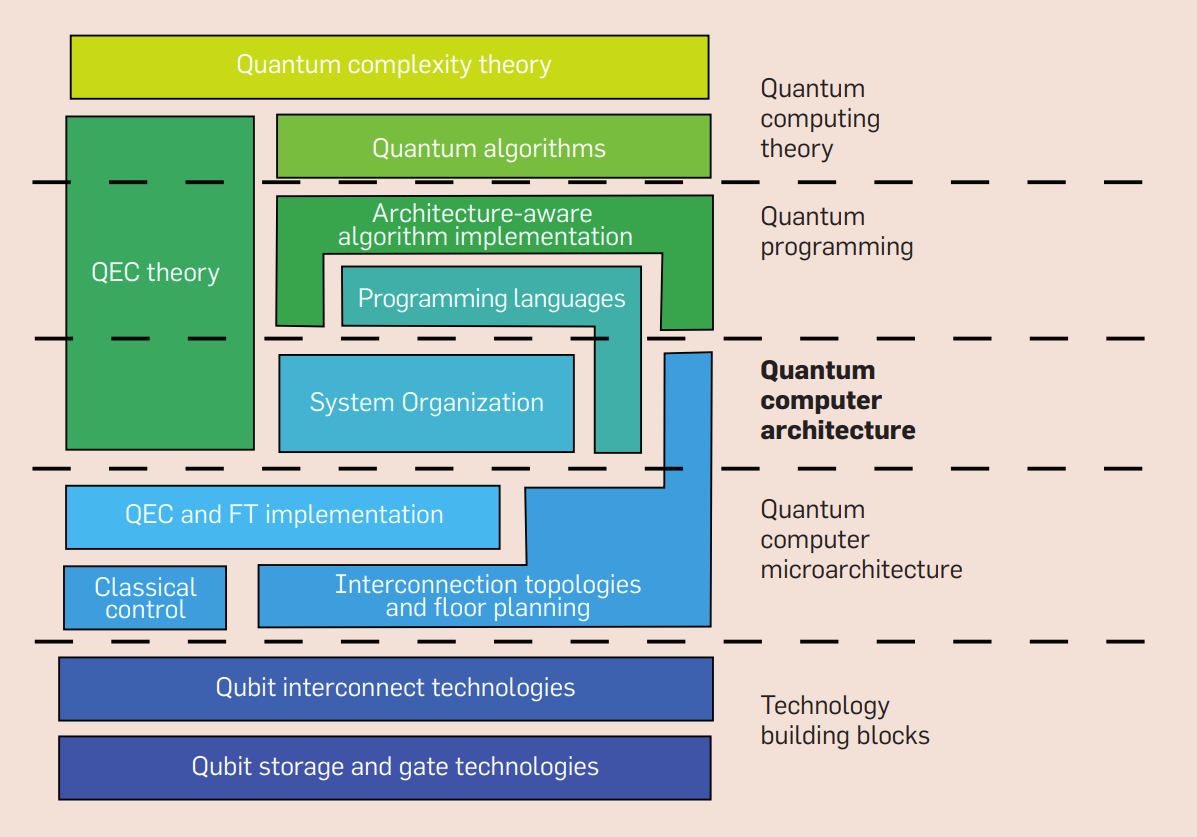 Quantum complexity theory
Quantum
computing
theory
Quantum algorithms
Architecture-aware
algorithm implementation
Quantum
programming
QEC theory
Programming languages
System Organization
Quantum
computer
architecture
QEC and FT implementation
Quantum
computer
microarchitecture
Classical
control
Interconnection topologies
and floor planning
Qubit interconnect technologies
Technology
building blocks
Qubit storage and gate technologies